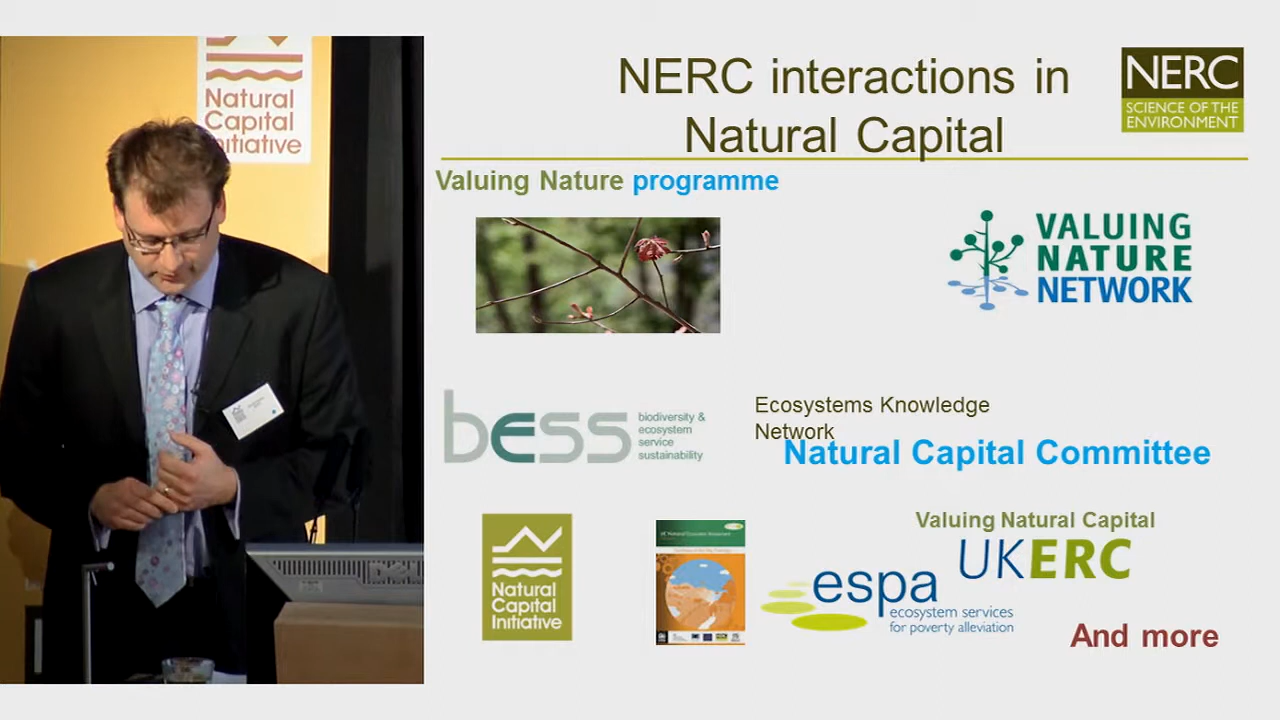 Natural
Capital
Initiative
NERC interactions in
Natural Capital
NERC
SCIENCE OF THE
ENVIRONMENT
Valuing Nature programme
VALUING
NATURE
NETWORK
bess
biodiversity &
ecosystem
service
sustainability
Ecosystems Knowledge
Network
Natural Capital Committee
Natural
Capital
Initiative
Valuing Natural Capital
UKERC
espa
ecosystem services
for poverty alleviation
And more